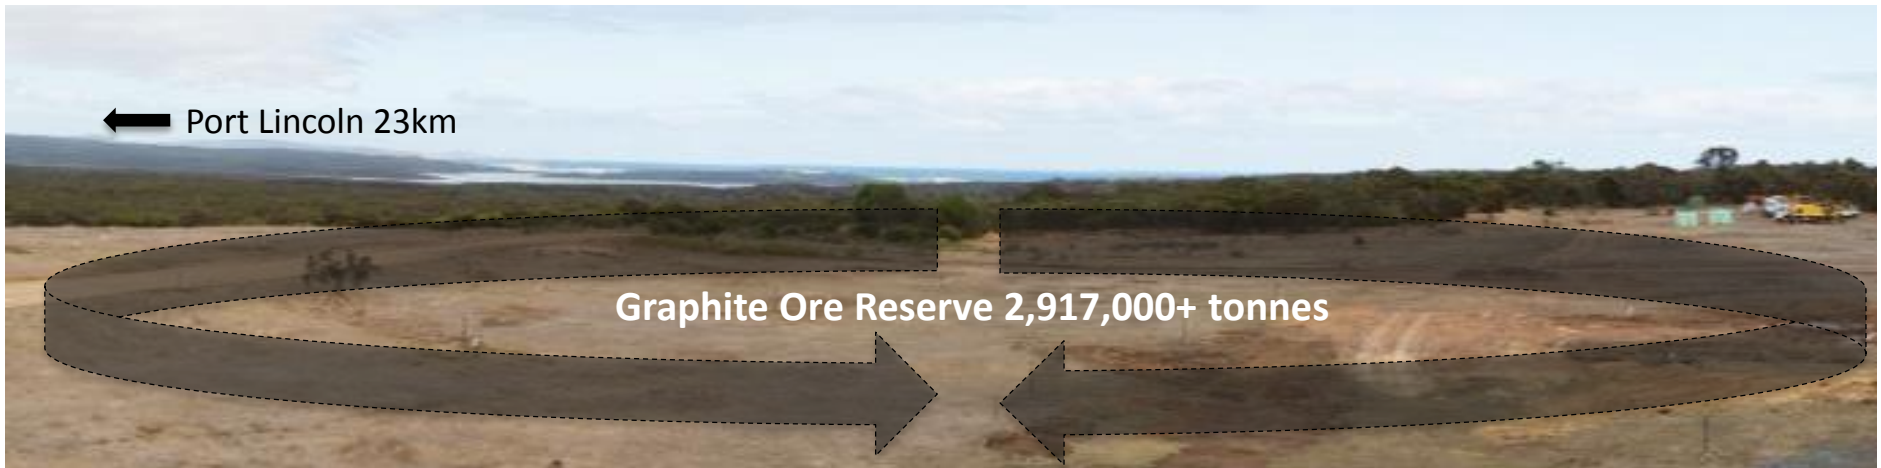 Port Lincoln 23km
Graphite Ore Reserve 2,917,000+ tonnes